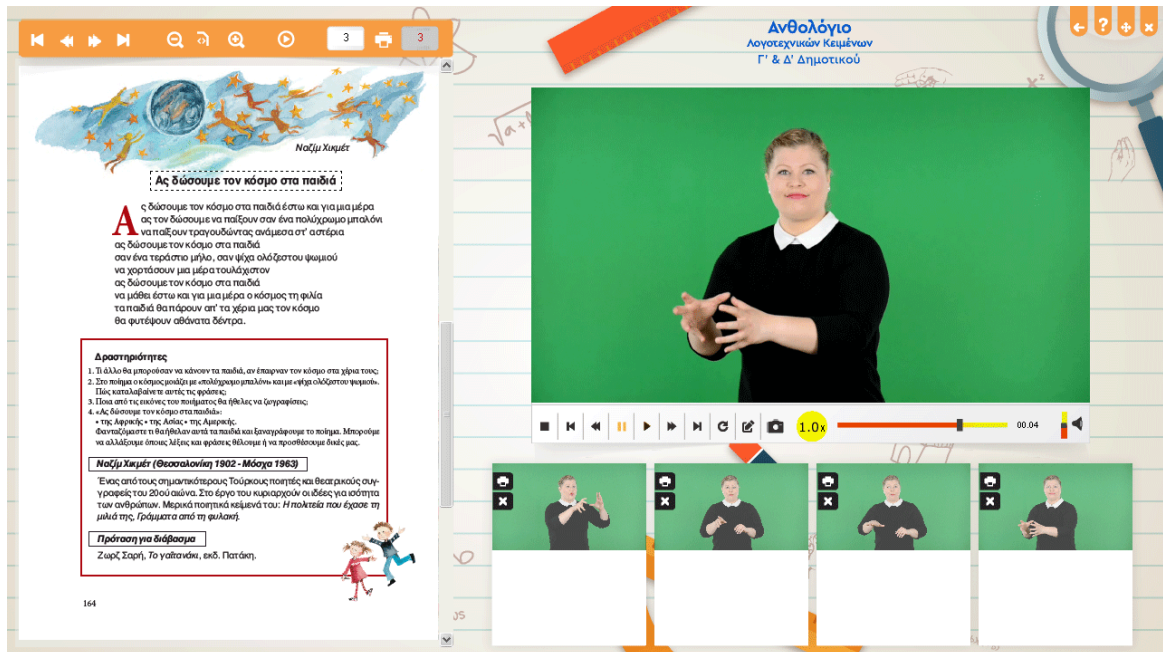 3
3
Ανθολόγιο
Λογοτεχνικών Κειμένων
Γ' & Δ' Δημοτικού
Ναζίμ Χικμέτ
Ας δώσουμε τον κόσμο στα παιδιά
Ας δώσουμε τον κόσμο στα παιδιά έστω και για μια μέρα
ας τον δώσουμε να παίξουν σαν ένα πολύχρωμο μπαλόνι
να παίξουν τραγουδώντας ανάμεσα στ' αστέρια
ας δώσουμε τον κόσμο στα παιδιά
σαν ένα τεράστιο μήλο, σαν ψίχα ολόζεστου ψωμιού
να χορτάσουν μια μέρα τουλάχιστον
ας δώσουμε τον κόσμο στα παιδιά
να μάθει έστω και για μια μέρα ο κόσμος τη φιλία
τα παιδιά θα πάρουν απ' τα χέρια μας τον κόσμο
θα φυτέψουν αθάνατα δέντρα.
Δραστηριότητες
1. Τι άλλο θα μπορούσαν να κάνουν τα παιδιά, αν έπαιρναν τον κόσμο στα χέρια τους;
2. Στο ποίημα ο κόσμος μοιάζει με «πολύχρωμο μπαλόνι» και με «ψίχα ολόζεστου ψωμιού».
Πώς καταλαβαίνετε αυτές τις φράσεις;
3. Ποια από τις εικόνες του ποιήματος θα ήθελες να ζωγραφίσεις;
4. «Ας δώσουμε τον κόσμο στα παιδιά»:
• της Αφρικής • της Ασίας • της Αμερικής.
Φανταζόμαστε τι θα ήθελαν αυτά τα παιδιά και ξαναγράφουμε το ποίημα. Μπορούμε
να αλλάξουμε όποιες λέξεις και φράσεις θέλουμε ή να προσθέσουμε δικές μας.
Ναζίμ Χικμέτ (Θεσσαλονίκη 1902 - Μόσχα 1963)
Ένας από τους σημαντικότερους Τούρκους ποιητές και θεατρικούς συγ-
γραφείς του 20ού αιώνα. Στο έργο του κυριαρχούν οι ιδέες για ισότητα
των ανθρώπων. Μερικά ποιητικά κείμενά του: Η πολιτεία που έχασε τη
μιλιά της, Γράμματα από τη φυλακή.
Πρόταση για διάβασμα
Ζωρζ Σαρή, Το γαϊτανάκι, εκδ. Πατάκη.
164
1.0x
00.04